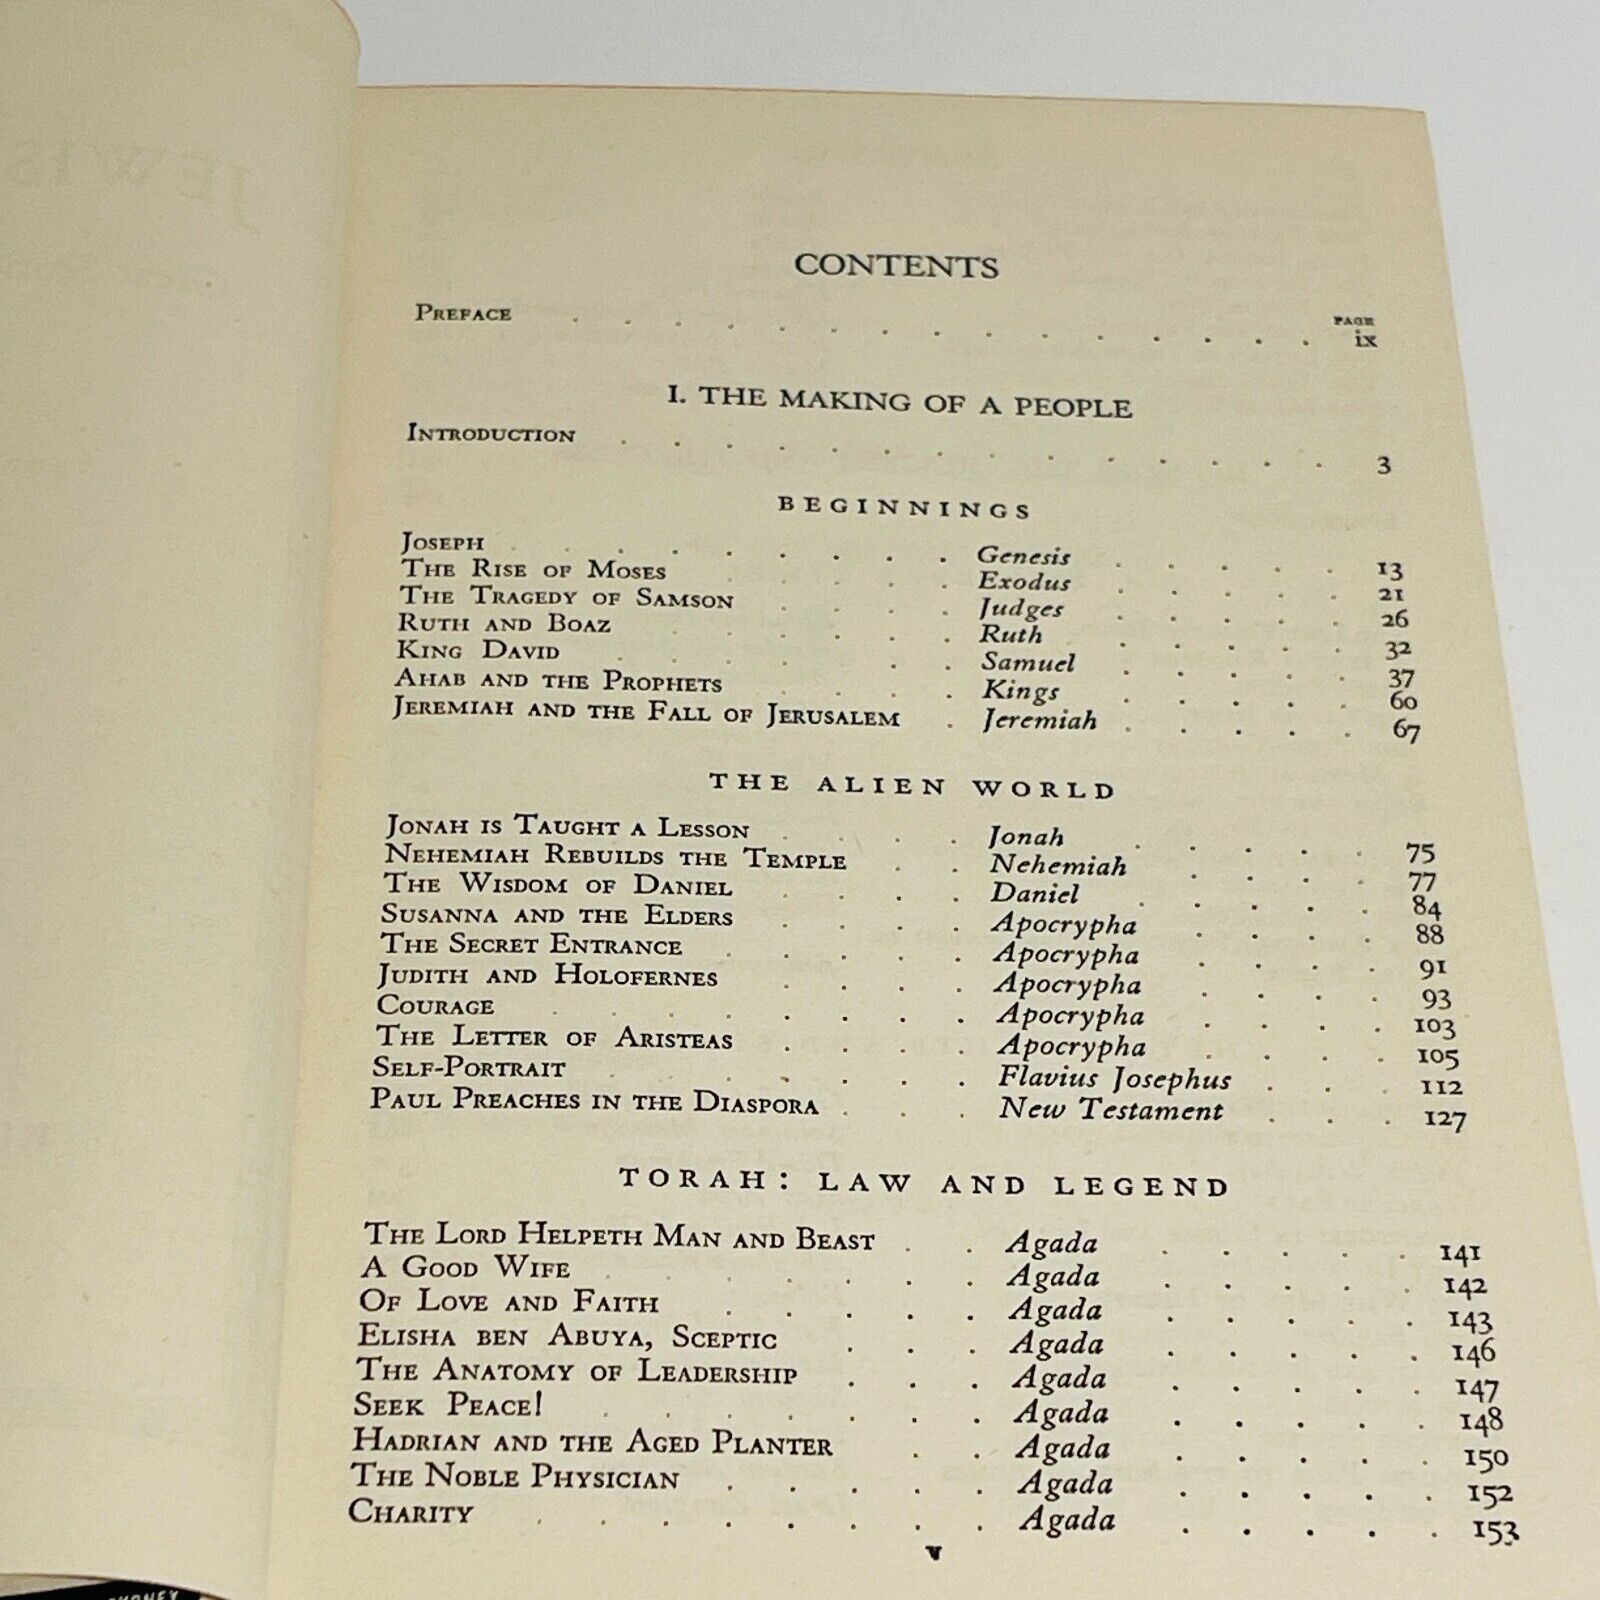 CONTENTS
PAGE
PREFACE . . . . . . . . . . . . . . . ix
I. THE MAKING OF A PEOPLE
INTRODUCTION . . . . . . . . . . . . . . 3
BEGINNINGS
JOSEPH . . . . . . . . Genesis . . . . . 13
THE RISE OF MOSES . . . . . Exodus . . . . . 21
THE TRAGEDY OF SAMSON . . . . Judges . . . . . 26
RUTH AND BOAZ . . . . . . Ruth . . . . . 32
KING DAVID . . . . . . Samuel . . . . . 37
AHAB AND THE PROPHETS . . . . Kings . . . . . 60
JEREMIAH AND THE FALL OF JERUSALEM . Jeremiah . . . . . 67
THE ALIEN WORLD
JONAH IS TAUGHT A LESSON . . . . Jonah . . . . . 75
NEHEMIAH REBUILDS THE TEMPLE . . Nehemiah . . . . 77
THE WISDOM OF DANIEL . . . . Daniel . . . . . 84
SUSANNA AND THE ELDERS . . . . Apocrypha . . . . 88
THE SECRET ENTRANCE . . . . . Apocrypha . . . . 91
JUDITH AND HOLOFERNES . . . . Apocrypha . . . . 93
COURAGE . . . . . . . . Apocrypha . . . . 103
THE LETTER OF ARISTEAS . . . . Apocrypha . . . . 105
SELF-PORTRAIT . . . . . . . Flavius Josephus . . . 112
PAUL PREACHES IN THE DIASPORA . . . New Testament . . . 127
TORAH: LAW AND LEGEND
THE LORD HELPETH MAN AND BEAST . . Agada . . . . . 141
A GOOD WIFE . . . . . . . Agada . . . . . 142
OF LOVE AND FAITH . . . . . Agada . . . . . 143
ELISHA BEN ABUYA, SCEPTIC . . . Agada . . . . . 146
THE ANATOMY OF LEADERSHIP . . . Agada . . . . . 147
SEEK PEACE! . . . . . . . Agada . . . . . 148
HADRIAN AND THE AGED PLANTER . . Agada . . . . . 150
THE NOBLE PHYSICIAN . . . . . Agada . . . . . 152
CHARITY . . . . . . . . Agada . . . . . 153
v